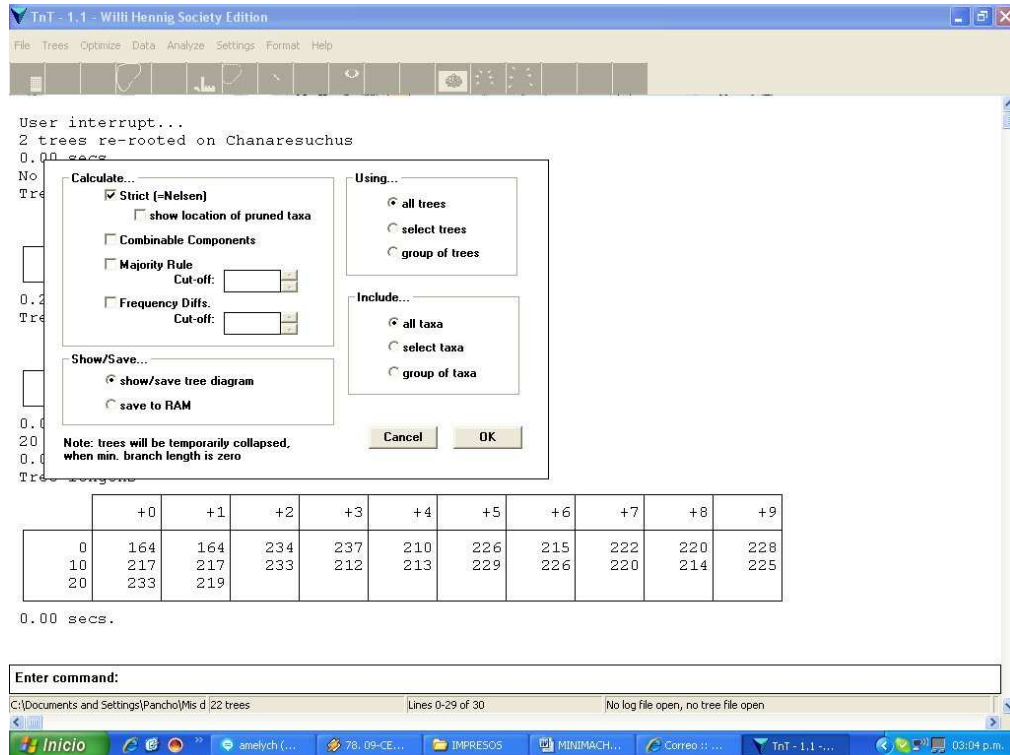 TnT - 1.1 - Willi Hennig Society Edition
File Trees Optimize Data Analyze Settings Format Help
User interrupt...
2 trees re-rooted on Chanaresuchus
0.00 secs
No
Tre
0.2
Tre
0.0
20
0.0
Calculate...
Strict (=Nelsen)
show location of pruned taxa
Combinable Components
Majority Rule
Cut-off:
Frequency Diffs.
Cut-off:
Show/Save...
show/save tree diagram
save to RAM
Note: trees will be temporarily collapsed,
when min. branch length is zero
Using...
all trees
select trees
group of trees
Include...
all taxa
select taxa
group of taxa
Cancel OK
Tree lengths
+0 +1 +2 +3 +4 +5 +6 +7 +8 +9
0 164 164 234 237 210 226 215 222 220 228
10 217 217 233 212 213 229 226 220 214 225
20 233 219
0.00 secs.
Enter command:
C:\Documents and Settings\Pancho\Mis d 22 trees Lines 0-29 of 30 No log file open, no tree file open
Inicio amelych (... 78. 09-CE... IMPRESOS MINIMACH... Correo :: ... TnT - 1.1 -... 03:04 p.m.